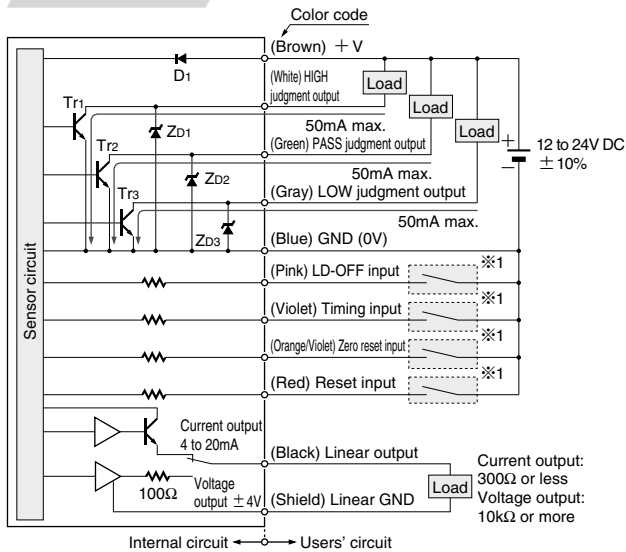 Color code
(Brown) +V
D1
(White) HIGH
judgment output
Load
Tr1
ZD1
50mA max.
Load
(Green) PASS judgment output
Tr2
ZD2
50mA max.
Load
+
−
12 to 24V DC
±10%
Tr3
(Gray) LOW judgment output
ZD3
50mA max.
(Blue) GND (0V)
Sensor circuit
(Pink) LD-OFF input
※1
(Violet) Timing input
※1
(Orange/Violet) Zero reset input
※1
(Red) Reset input
※1
Current output
4 to 20mA
(Black) Linear output
Voltage
output ±4V
100Ω
(Shield) Linear GND
Load
Current output:
300Ω or less
Voltage output:
10kΩ or more
Internal circuit
Users' circuit